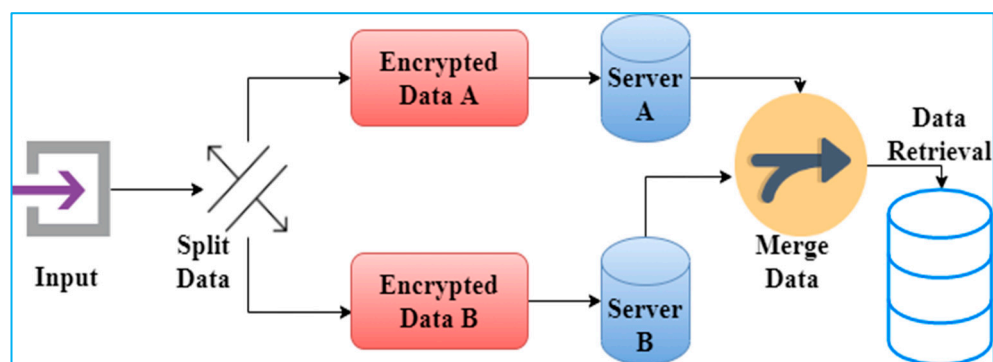 Input
Split
Data
Encrypted
Data A
Encrypted
Data B
Server
A
Server
B
Merge
Data
Data
Retrieval